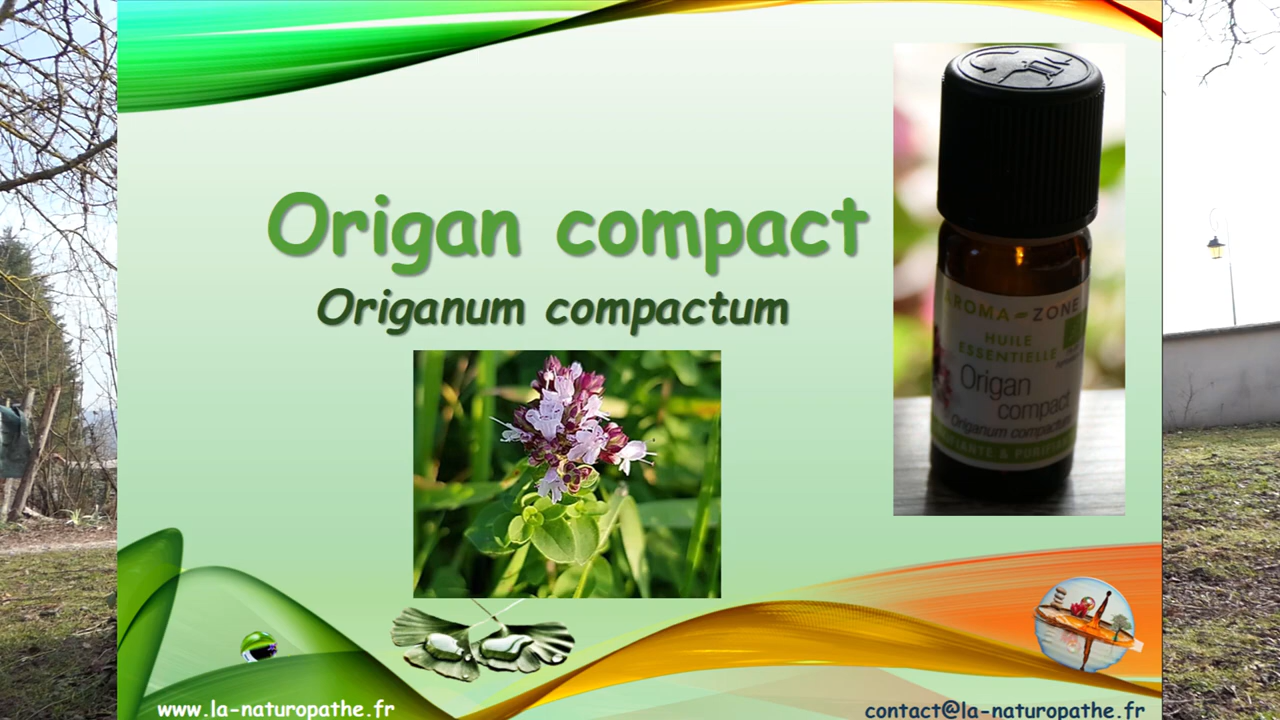 Origan compact
Origanum compactum
AROMA-ZONE
HUILE
ESSENTIELLE
Origan
compact
Origanum compactum
& PURIF
www.la-naturopathe.fr
contact@la-naturopathe.fr